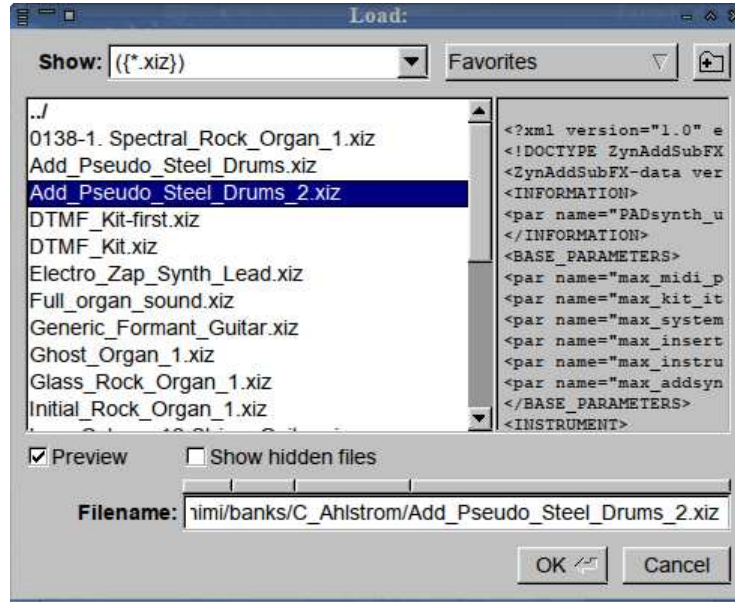 Load:
Show: ({*.xiz})
Favorites
../
0138-1. Spectral_Rock_Organ_1.xiz
Add_Pseudo_Steel_Drums.xiz
Add_Pseudo_Steel_Drums_2.xiz
DTMF_Kit-first.xiz
DTMF_Kit.xiz
Electro_Zap_Synth_Lead.xiz
Full_organ_sound.xiz
Generic_Formant_Guitar.xiz
Ghost_Organ_1.xiz
Glass_Rock_Organ_1.xiz
Initial_Rock_Organ_1.xiz
<?xml version="1.0" e
<!DOCTYPE ZynAddSubFX
<ZynAddSubFX-data ver
<INFORMATION>
<par name="PADsynth_u
</INFORMATION>
<BASE_PARAMETERS>
<par name="max_midi_p
<par name="max_kit_it
<par name="max_system
<par name="max_insert
<par name="max_instru
<par name="max_addsyn
</BASE_PARAMETERS>
<INSTRUMENT>
Preview
Show hidden files
Filename: himi/banks/C_Ahlstrom/Add_Pseudo_Steel_Drums_2.xiz
OK
Cancel